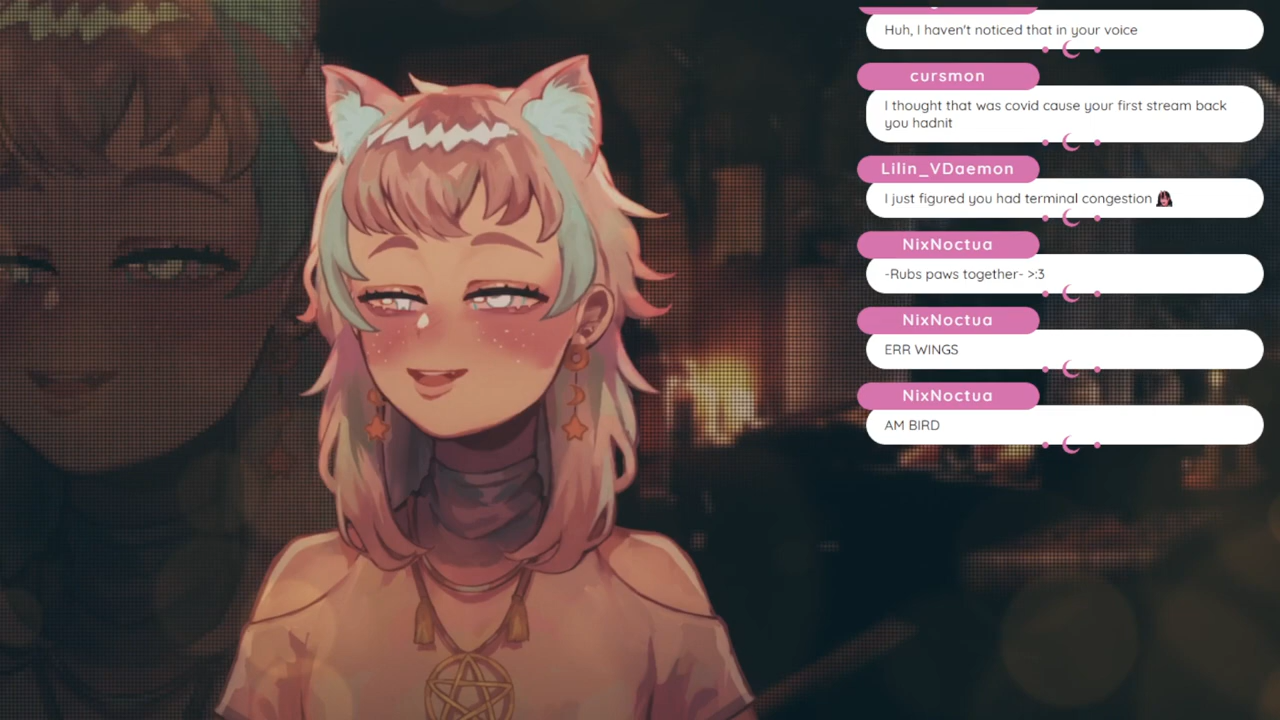 Huh, I haven't noticed that in your voice
cursmon
I thought that was covid cause your first stream back
you hadnit
Lilin_VDaemon
I just figured you had terminal congestion
NixNoctua
-Rubs paws together- >:3
NixNoctua
ERR WINGS
NixNoctua
AM BIRD